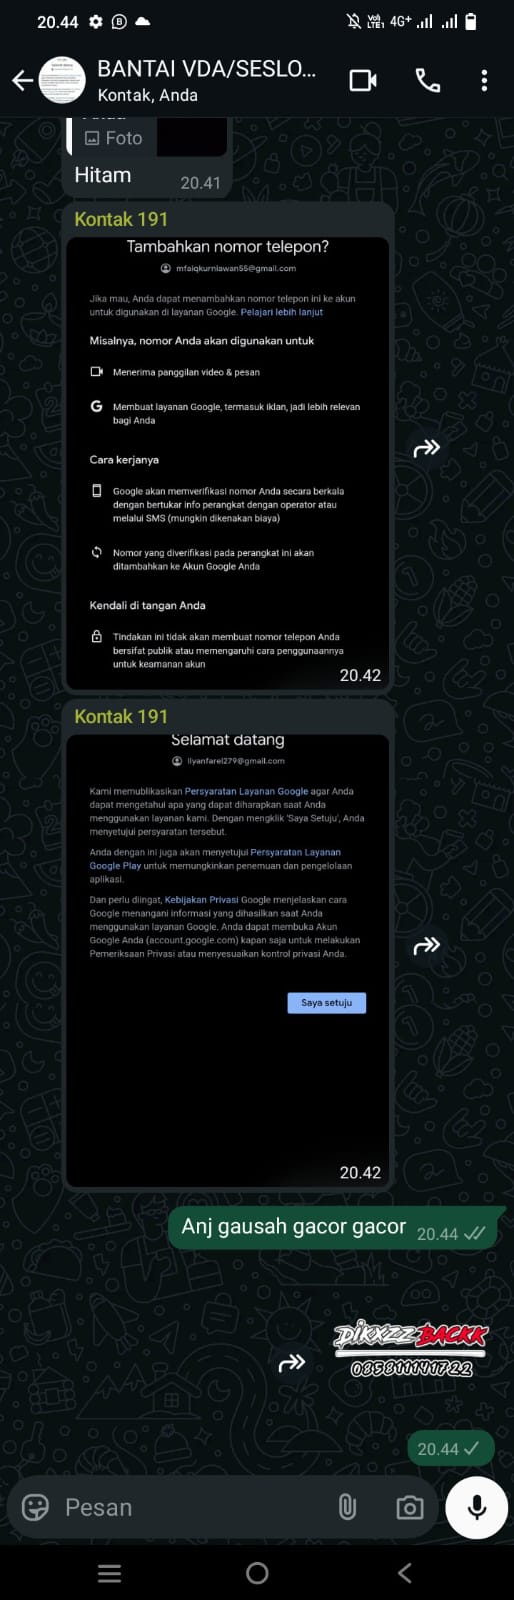 20.44
4G+
BANTAI VDA/SESLO...
Kontak, Anda
Foto
Hitam
20.41
Kontak 191
Tambahkan nomor telepon?
mfaiqkurniawan55@gmail.com
Jika mau, Anda dapat menambahkan nomor telepon ini ke akun
untuk digunakan di layanan Google. Pelajari lebih lanjut
Misalnya, nomor Anda akan digunakan untuk
Menerima panggilan video & pesan
Membuat layanan Google, termasuk iklan, jadi lebih relevan
bagi Anda
Cara kerjanya
Google akan memverifikasi nomor Anda secara berkala
dengan bertukar info perangkat dengan operator atau
melalui SMS (mungkin dikenakan biaya)
Nomor yang diverifikasi pada perangkat ini akan
ditambahkan ke Akun Google Anda
Kendali di tangan Anda
Tindakan ini tidak akan membuat nomor telepon Anda
bersifat publik atau memengaruhi cara penggunaannya
untuk keamanan akun
20.42
Kontak 191
Selamat datang
liyanfarel279@gmail.com
Kami memublikasikan Persyaratan Layanan Google agar Anda
dapat mengetahui apa yang dapat diharapkan saat Anda
menggunakan layanan kami. Dengan mengklik 'Saya Setuju', Anda
menyetujui persyaratan tersebut.
Anda dengan ini juga akan menyetujui Persyaratan Layanan
Google Play untuk memungkinkan penemuan dan pengelolaan
aplikasi.
Dan perlu diingat, Kebijakan Privasi Google menjelaskan cara
Google menangani informasi yang dihasilkan saat Anda
menggunakan layanan Google. Anda dapat membuka Akun
Google Anda (account.google.com) kapan saja untuk melakukan
Pemeriksaan Privasi atau menyesuaikan kontrol privasi Anda.
Saya setuju
20.42
Anj gausah gacor gacor 20.44
DIKXZZ BACKK
085811141722
20.44
Pesan